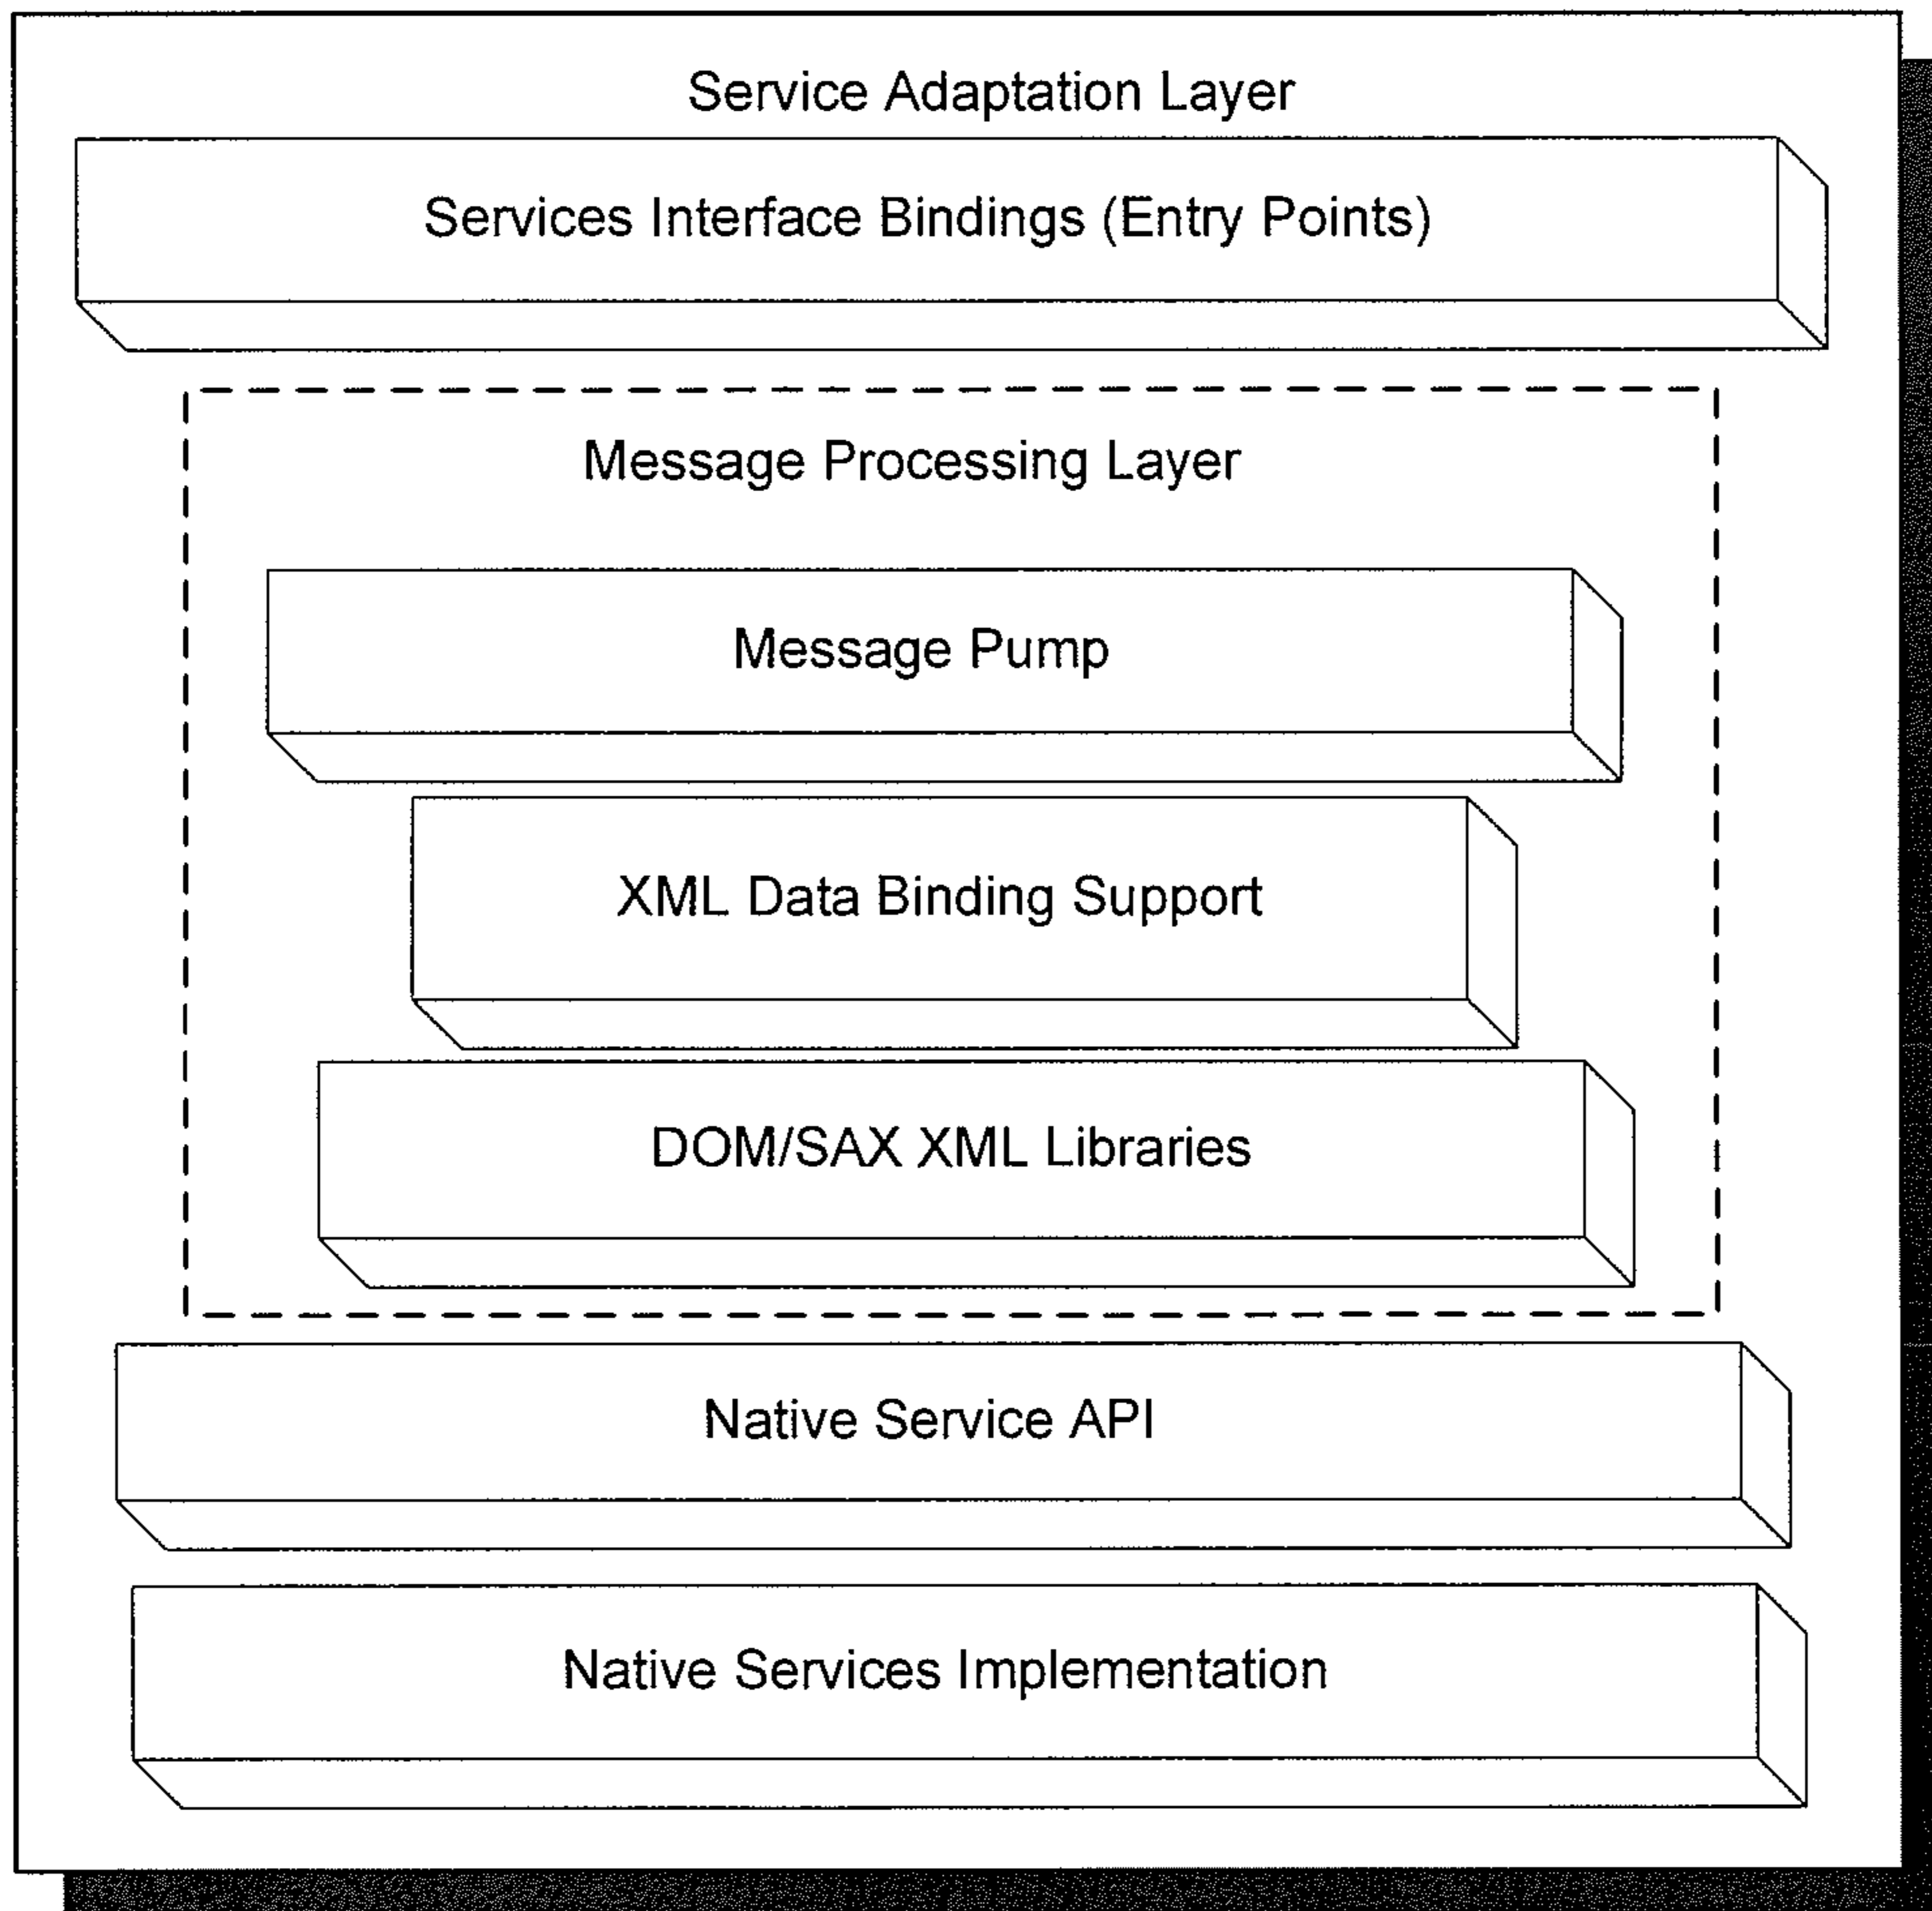 Service Adaptation Layer
Services Interface Bindings (Entry Points)
Message Processing Layer
Message Pump
XML Data Binding Support
DOM/SAX XML Libraries
Native Service API
Native Services Implementation